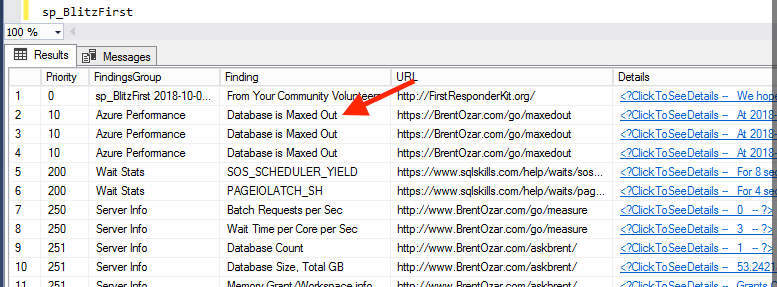 sp_BlitzFirst
100 %
Results Messages
Priority FindingsGroup Finding URL Details
1 0 sp_BlitzFirst 2018-10-0... From Your Community Volunteers http://FirstResponderKit.org/ <?ClickToSeeDetails -- We hope
2 10 Azure Performance Database is Maxed Out https://BrentOzar.com/go/maxedout <?ClickToSeeDetails -- At 2018-
3 10 Azure Performance Database is Maxed Out https://BrentOzar.com/go/maxedout <?ClickToSeeDetails -- At 2018-
4 10 Azure Performance Database is Maxed Out https://BrentOzar.com/go/maxedout <?ClickToSeeDetails -- At 2018-
5 200 Wait Stats SOS_SCHEDULER_YIELD https://www.sqlskills.com/help/waits/sos... <?ClickToSeeDetails -- For 8 sec
6 200 Wait Stats PAGEIOLATCH_SH https://www.sqlskills.com/help/waits/pag... <?ClickToSeeDetails -- For 4 sec
7 250 Server Info Batch Requests per Sec http://www.BrentOzar.com/go/measure <?ClickToSeeDetails -- 0 -- ?>
8 250 Server Info Wait Time per Core per Sec http://www.BrentOzar.com/go/measure <?ClickToSeeDetails -- 3 -- ?>
9 251 Server Info Database Count http://www.BrentOzar.com/askbrent/ <?ClickToSeeDetails -- 1 -- ?>
10 251 Server Info Database Size, Total GB http://www.BrentOzar.com/askbrent/ <?ClickToSeeDetails -- 53.2421
11 251 Server Info Memory Grant/Workspace info http://www.BrentOzar.com/askbrent/ <?ClickToSeeDetails -- Grants